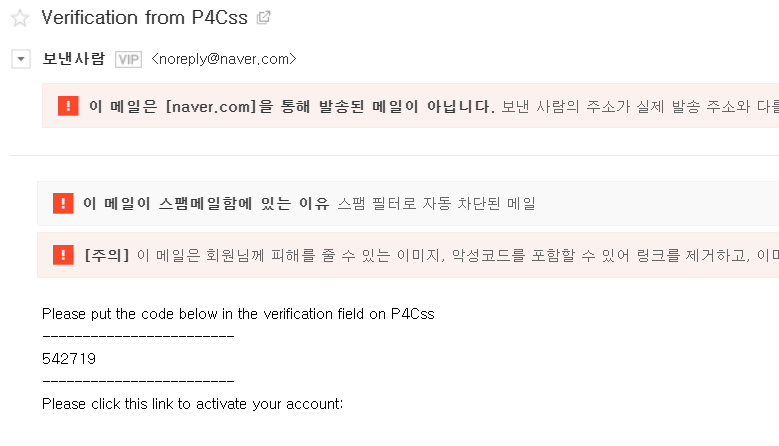 Verification from P4Css
보낸사람 VIP <noreply@naver.com>
이 메일은 [naver.com]을 통해 발송된 메일이 아닙니다. 보낸 사람의 주소가 실제 발송 주소와
이 메일이 스팸메일함에 있는 이유 스팸 필터로 자동 차단된 메일
[주의] 이 메일은 회원님께 피해를 줄 수 있는 이미지, 악성코드를 포함할 수 있어 링크를 제거하고,
Please put the code below in the verification field on P4Css
------------------------
542719
------------------------
Please click this link to activate your account: